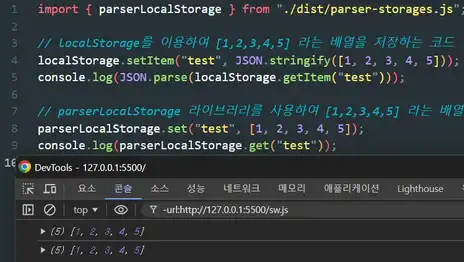 1 import { parserLocalStorage } from "./dist/parser-storages.js";
2
3 // localStorage를 이용하여 [1,2,3,4,5] 라는 배열을 저장하는 코드
4 localStorage.setItem("test", JSON.stringify([1, 2, 3, 4, 5]));
5 console.log(JSON.parse(localStorage.getItem("test")));
6
7 // parserLocalStorage 라이브러리를 사용하여 [1,2,3,4,5] 라는 배열
8 parserLocalStorage.set("test", [1, 2, 3, 4, 5]);
9 console.log(parserLocalStorage.get("test"));
10
DevTools - 127.0.0.1:5500/
요소 콘솔 소스 성능 네트워크 메모리 애플리케이션 Lighthouse
top -url:http://127.0.0.1:5500/sw.js
(5) [1, 2, 3, 4, 5]
(5) [1, 2, 3, 4, 5]